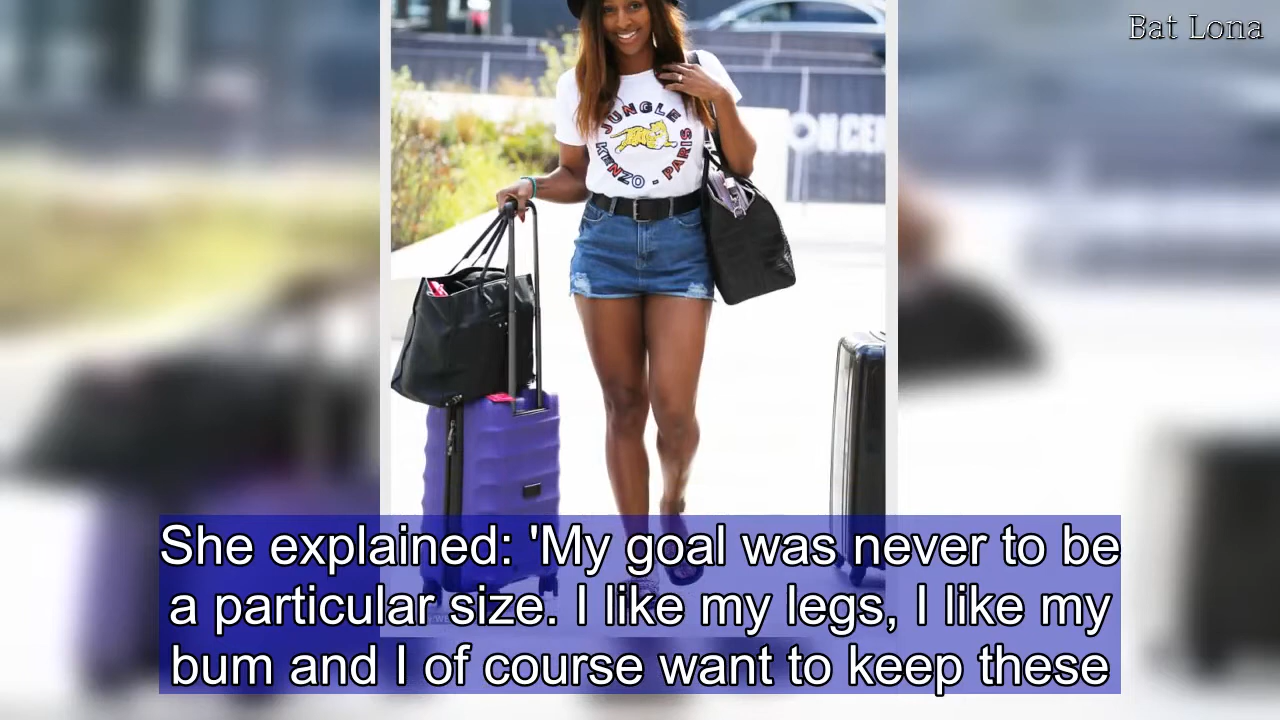 Bat Lona
JUNGLE
KENZO - PARIS
She explained: 'My goal was never to be
a particular size. I like my legs, I like my
bum and I of course want to keep these